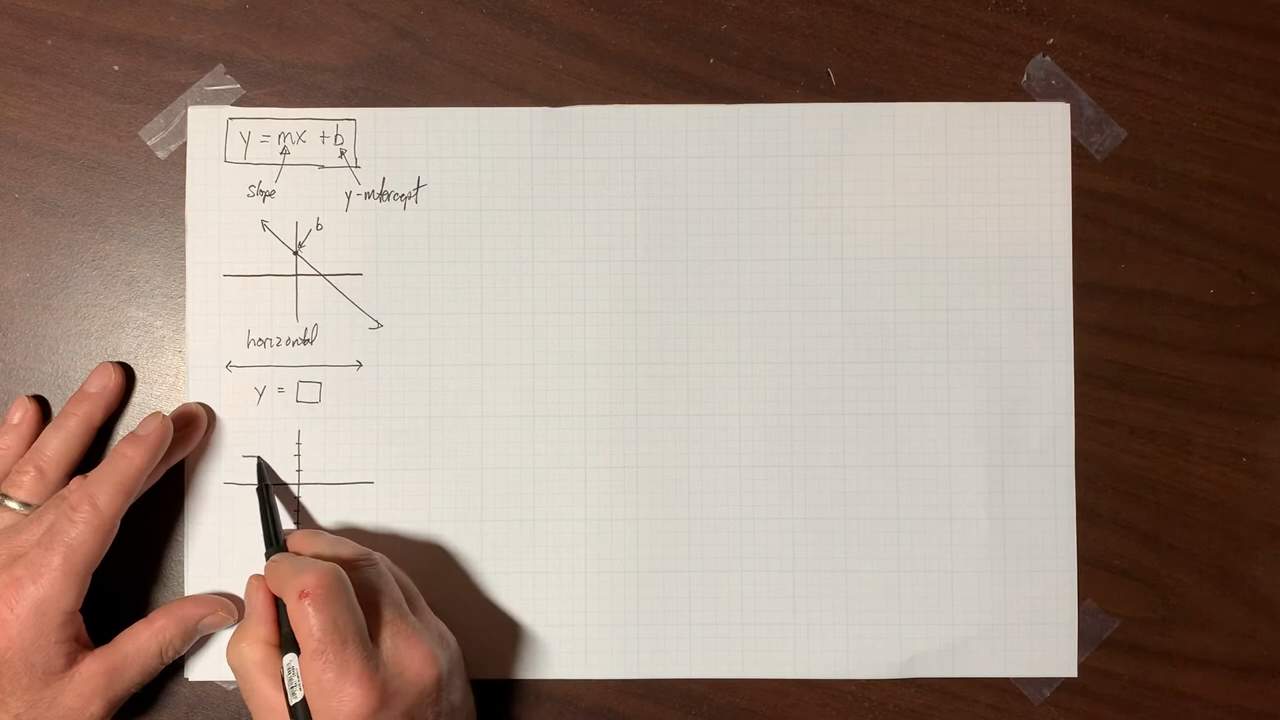 y = mx + b
slope y-intercept
b
horizontal
y = □